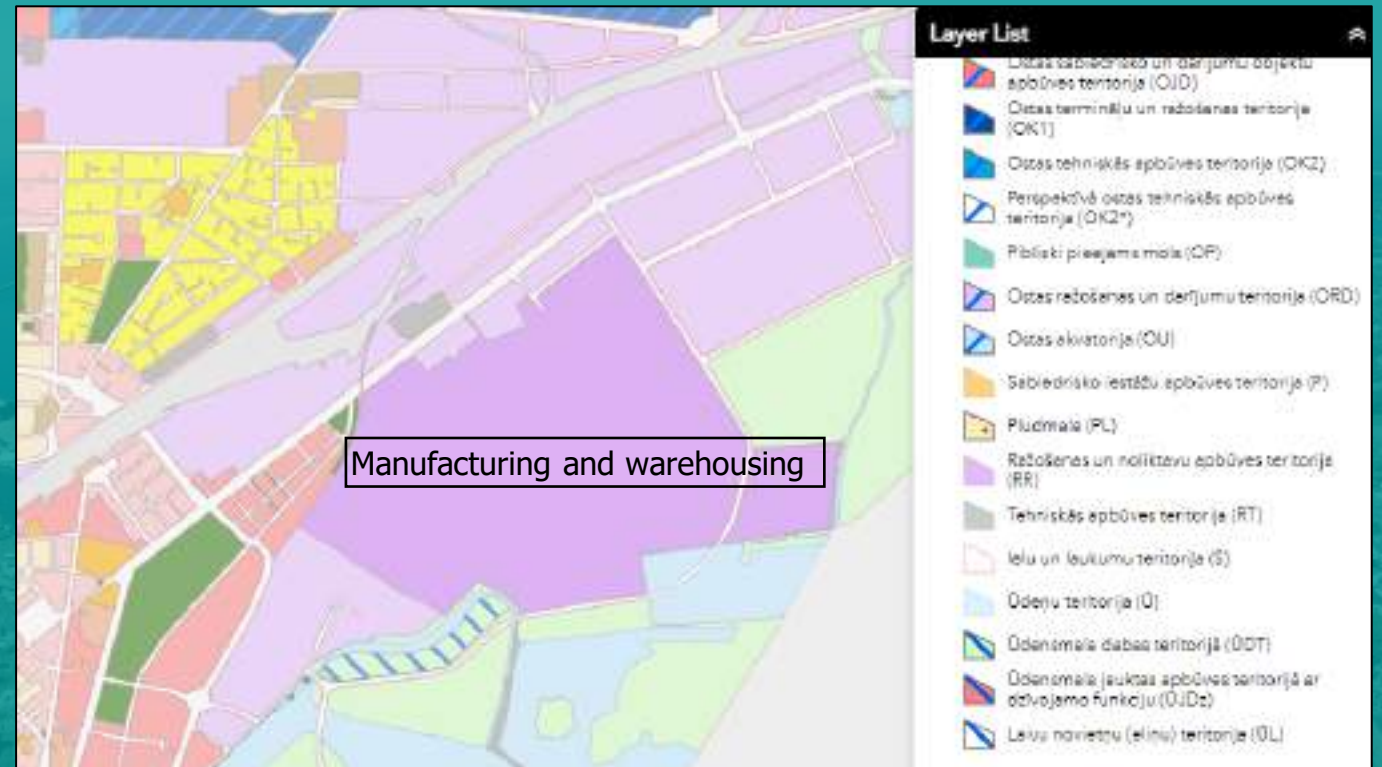 Layer List
Ostas sabiedrisko un darījumu objektu
apbūves teritorija (OJD)
Ostas termināļu un ražošanas teritorija
(OK1)
Ostas tehniskās apbūves teritorija (OK2)
Perspektīvā ostas tehniskās apbūves
teritorija (OK2*)
Pibliski pieejams mols (OP)
Ostas ražošanas un darījumu teritorija (ORD)
Ostas akvatorija (OU)
Sabiedrisko iestāžu apbūves teritorija (P)
Pludmale (PL)
Manufacturing and warehousing
Ražošanas un noliktavu apbūves teritorija
(RR)
Tehniskās apbūves teritorija (RT)
Ielu un laukumu teritorija (S)
Ūdeņu teritorija (Ū)
Ūdensmala dabas teritorijā (ŪDT)
Ūdensmala jauktas apbūves teritorijā ar
dzīvojamo funkciju (ŪJDz)
Laivu novietņu (eliņu) teritorija (ŪL)